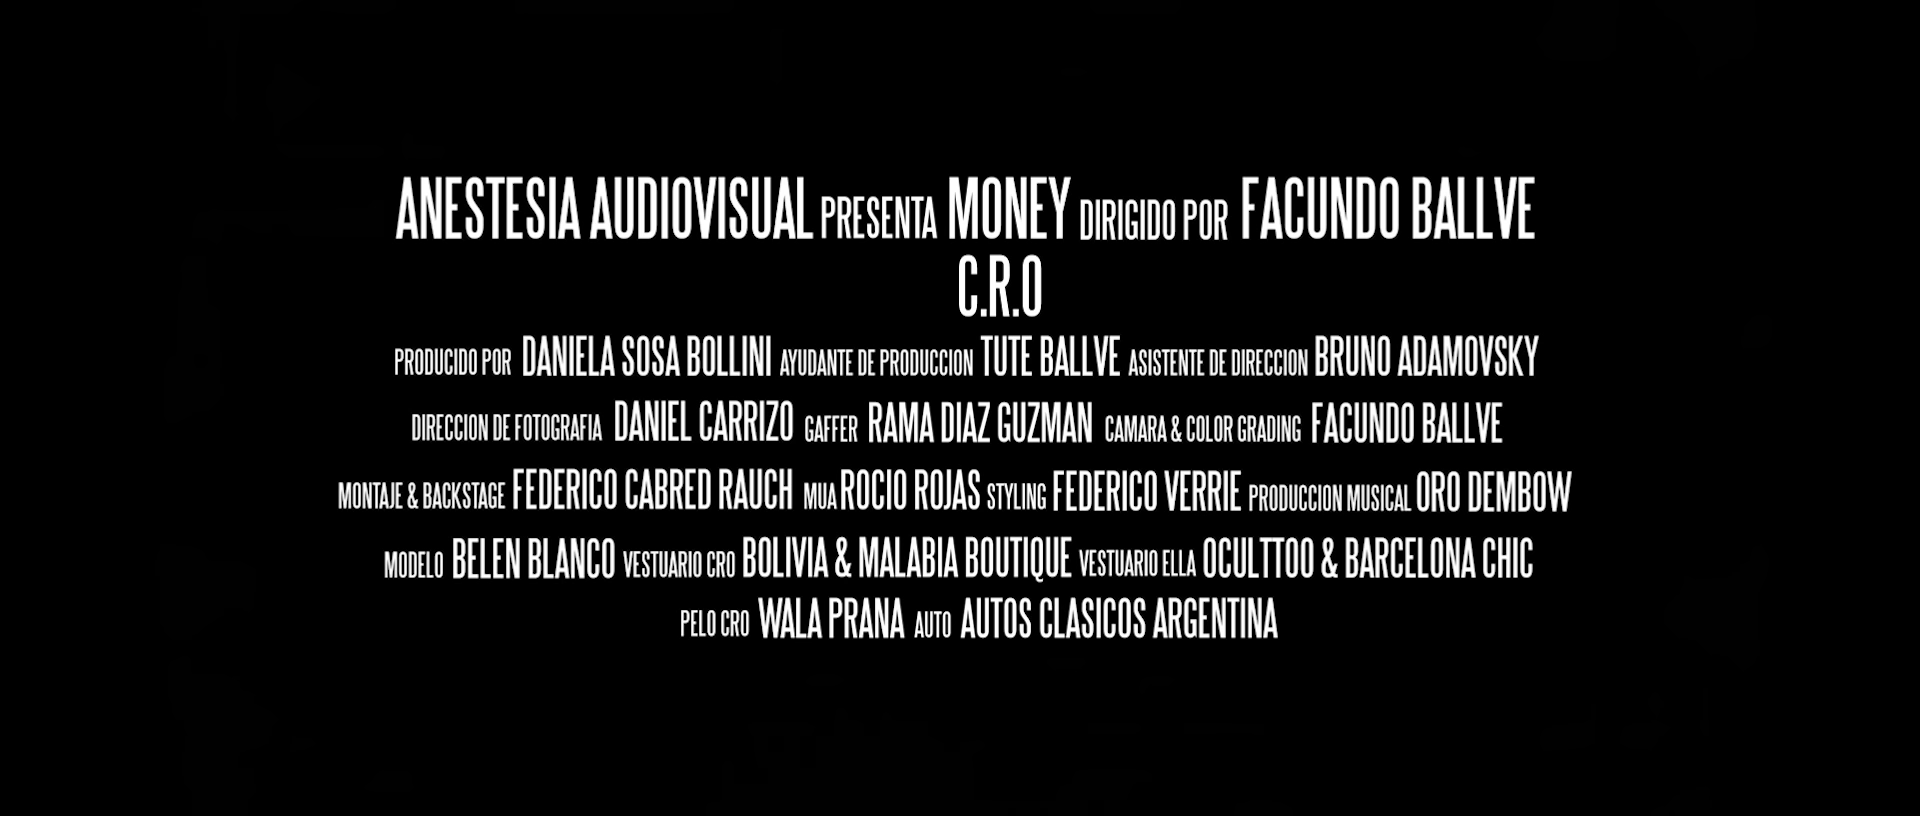 ANESTESIA AUDIOVISUAL PRESENTA MONEY DIRIGIDO POR FACUNDO BALLVE
C.R.O
PRODUCIDO POR DANIELA SOSA BOLLINI AYUDANTE DE PRODUCCION TUTE BALLVE ASISTENTE DE DIRECCION BRUNO ADAMOVSKY
DIRECCION DE FOTOGRAFIA DANIEL CARRIZO GAFFER RAMA DIAZ GUZMAN CAMARA & COLOR GRADING FACUNDO BALLVE
MONTAJE & BACKSTAGE FEDERICO CABRED RAUCH MUA ROCIO ROJAS STYLING FEDERICO VERRIE PRODUCCION MUSICAL ORO DEMBOW
MODELO BELEN BLANCO VESTUARIO CRO BOLIVIA & MALABIA BOUTIQUE VESTUARIO ELLA OCULTTOO & BARCELONA CHIC
PELO CRO WALA PRANA AUTO AUTOS CLASICOS ARGENTINA